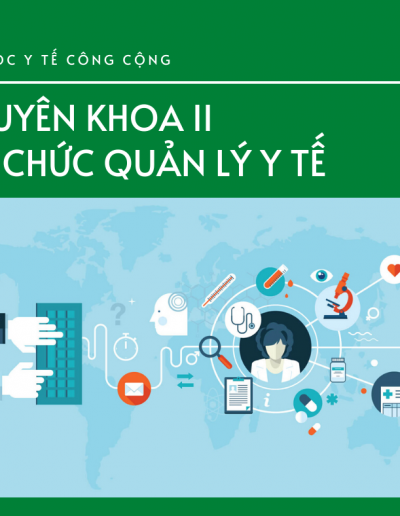 ỌC Y TẾ CÔNG CỘNG
UYÊN KHOA II
CHỨC QUẢN LÝ Y TẾ